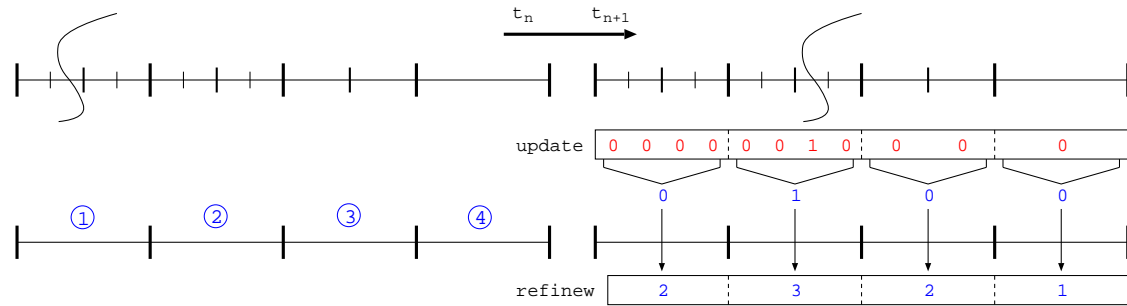 t_n t_{n+1}
update 0 0 0 0 0 0 1 0 0 0 0
0 1 0 0
① ② ③ ④
refinew 2 3 2 1